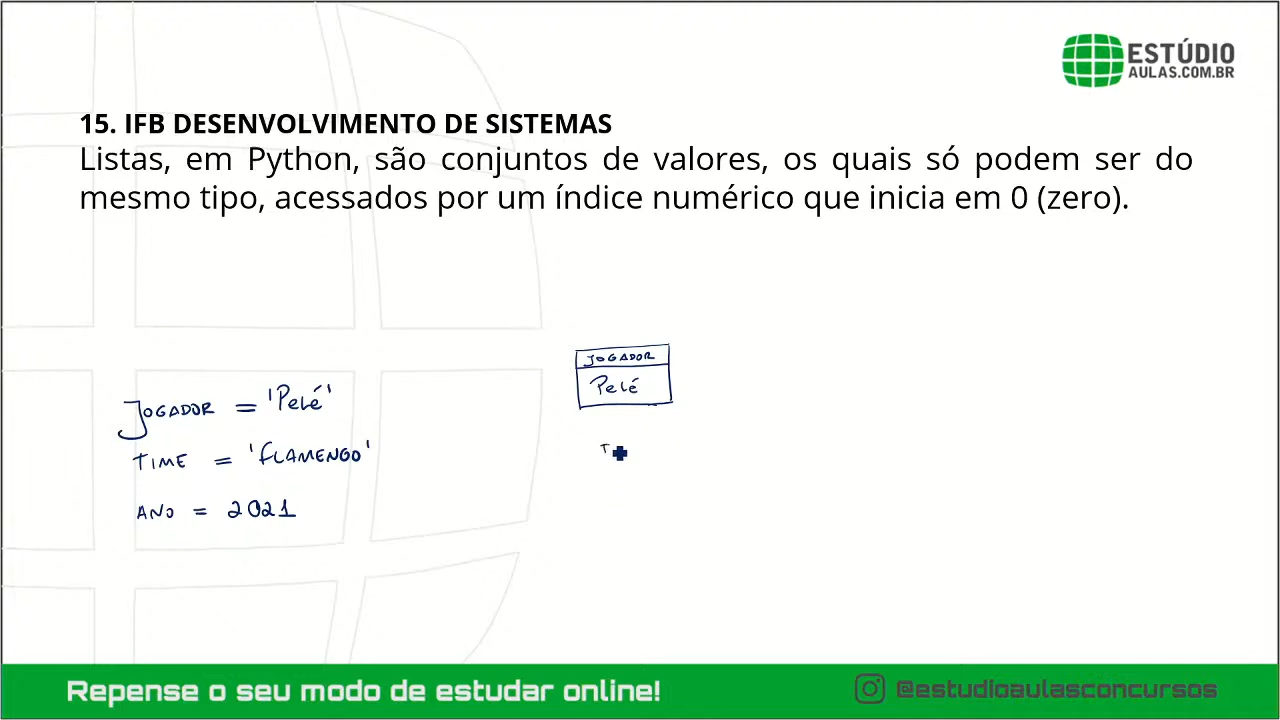 ESTÚDIO
AULAS.COM.BR
15. IFB DESENVOLVIMENTO DE SISTEMAS
Listas, em Python, são conjuntos de valores, os quais só podem ser do
mesmo tipo, acessados por um índice numérico que inicia em 0 (zero).
JOGADOR
Pelé
JOGADOR = 'Pelé'
TIME = 'FLAMENGO'
T
ANO = 2021
Repense o seu modo de estudar online!
@estudioaulasconcursos